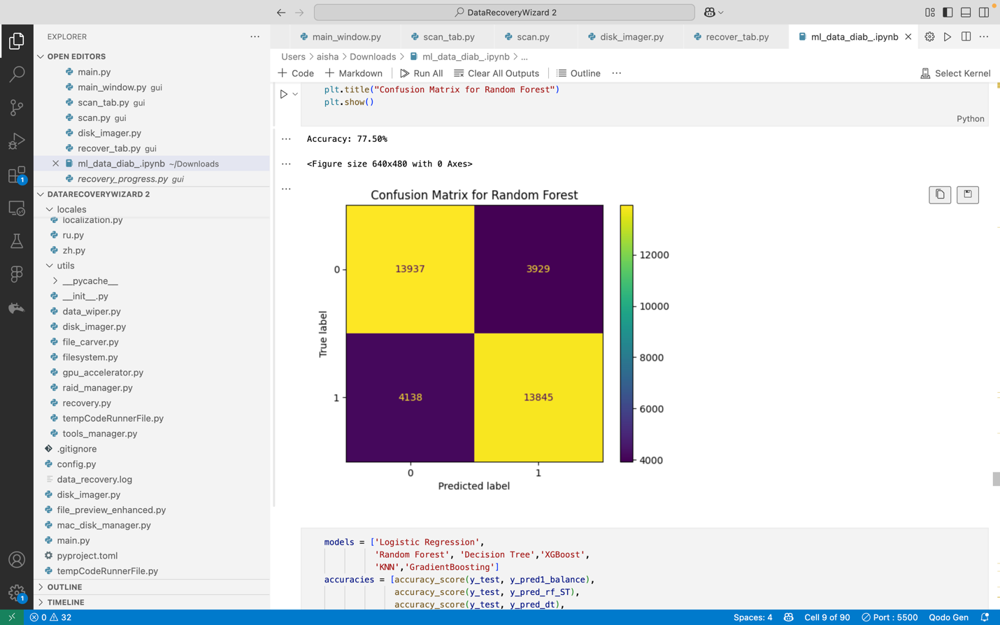 DataRecoveryWizard 2
EXPLORER
OPEN EDITORS
main.py
main_window.py gui
scan_tab.py gui
scan.py gui
disk_imager.py
recover_tab.py gui
ml_data_diab_.ipynb ~/Downloads
recovery_progress.py gui
DATARECOVERYWIZARD 2
locales
localization.py
ru.py
zh.py
utils
__pycache__
__init__.py
data_wiper.py
disk_imager.py
file_carver.py
filesystem.py
gpu_accelerator.py
raid_manager.py
recovery.py
tempCodeRunnerFile.py
tools_manager.py
.gitignore
config.py
data_recovery.log
disk_imager.py
file_preview_enhanced.py
mac_disk_manager.py
main.py
pyproject.toml
tempCodeRunnerFile.py
OUTLINE
TIMELINE
1
1
main_window.py scan_tab.py scan.py disk_imager.py recover_tab.py ml_data_diab_.ipynb
Users > aisha > Downloads > ml_data_diab_.ipynb > ...
Code Markdown Run All Clear All Outputs Outline ... Select Kernel
plt.title("Confusion Matrix for Random Forest")
plt.show()
Python
Accuracy: 77.50%
<Figure size 640x480 with 0 Axes>
Confusion Matrix for Random Forest
0
13937 3929
1
4138 13845
0 1
True label
Predicted label
12000
10000
8000
6000
4000
models = ['Logistic Regression',
'Random Forest', 'Decision Tree','XGBoost',
'KNN','GradientBoosting']
accuracies = [accuracy_score(y_test, y_pred1_balance),
accuracy_score(y_test, y_pred_rf_ST),
accuracy_score(y_test, y_pred_dt),
0 32 Spaces: 4 Cell 9 of 90 Port : 5500 Qodo Gen